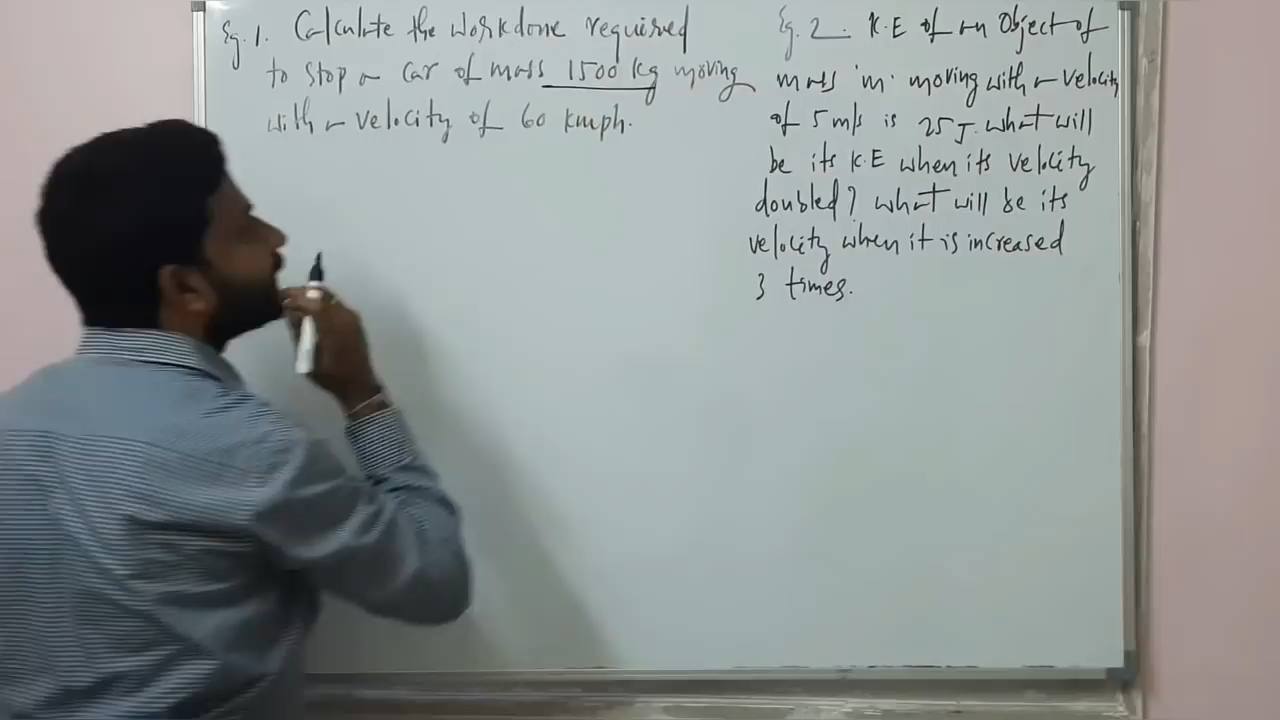 Eg. 1. Calculate the workdone required
to stop a car of mass 1500 kg moving
with a velocity of 60 kmph.
Eg. 2. K.E of an Object of
mass 'm' moving with a velocity
of 5 m/s is 25 J. what will
be its K.E when its velocity
doubled? what will be its
velocity when it is increased
3 times.